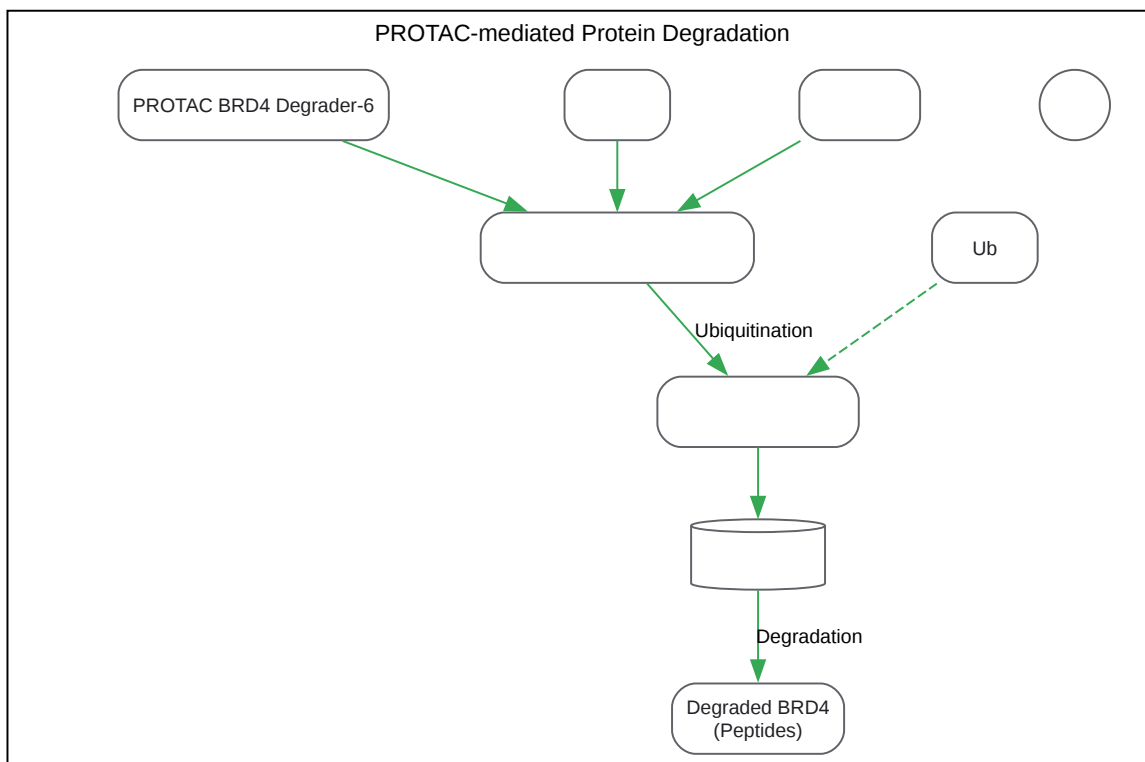 PROTAC-mediated Protein Degradation
PROTAC BRD4 Degrader-6
Ub
Ubiquitination
Degradation
Degraded BRD4
(Peptides)